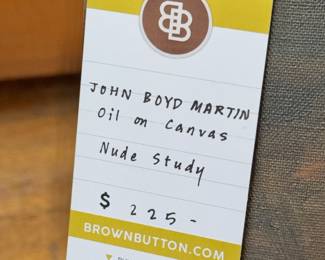 JOHN BOYD MARTIN
Oil on Canvas
Nude Study
$ 225-
BROWNBUTTON.COM